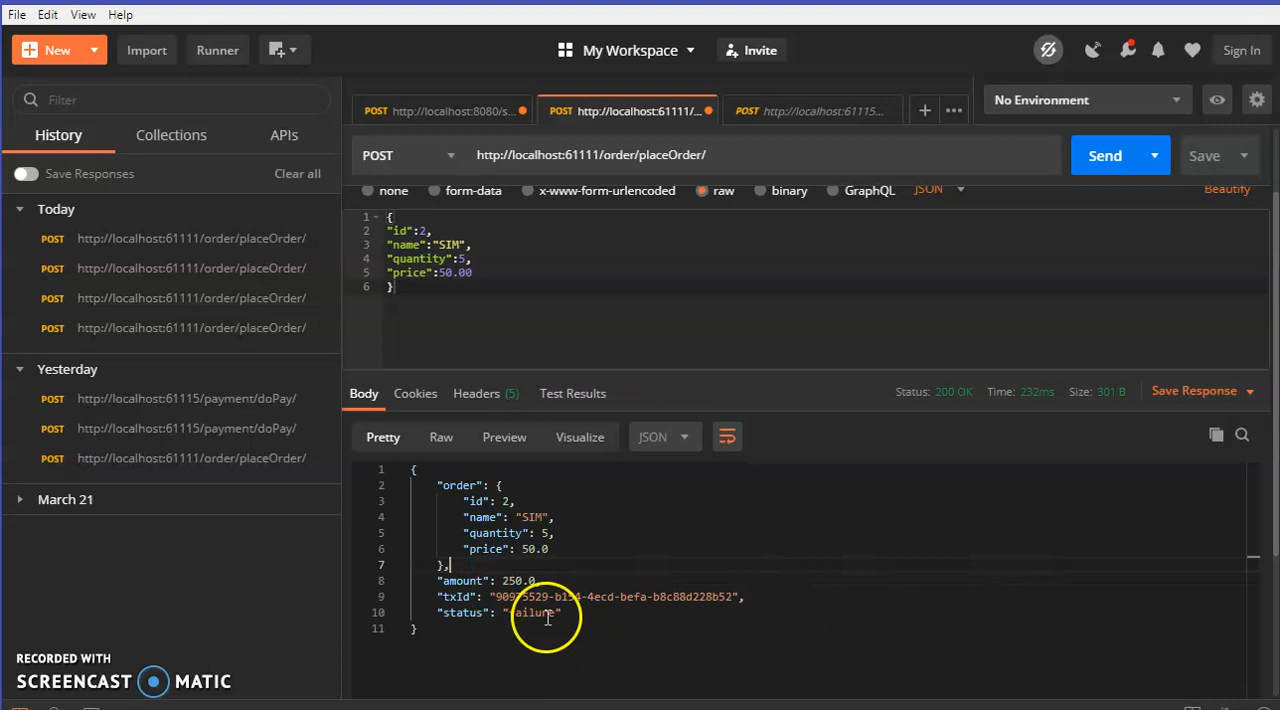 File Edit View Help
New Import Runner My Workspace Invite Sign In
Filter
History Collections APIs
Save Responses Clear all
Today
POST http://localhost:61111/order/placeOrder/
POST http://localhost:61111/order/placeOrder/
POST http://localhost:61111/order/placeOrder/
POST http://localhost:61111/order/placeOrder/
Yesterday
POST http://localhost:61115/payment/doPay/
POST http://localhost:61115/payment/doPay/
POST http://localhost:61111/order/placeOrder/
March 21
RECORDED WITH
SCREENCAST MATIC
POST http://localhost:8080/s... POST http://localhost:61111/... POST http://localhost:61115... No Environment
POST http://localhost:61111/order/placeOrder/ Send Save
none form-data x-www-form-urlencoded raw binary GraphQL JSON Beautify
1 {
2 "id":2,
3 "name":"SIM",
4 "quantity":5,
5 "price":50.00
6 }
Body Cookies Headers (5) Test Results Status: 200 OK Time: 232ms Size: 301 B Save Response
Pretty Raw Preview Visualize JSON
1 {
2 "order": {
3 "id": 2,
4 "name": "SIM",
5 "quantity": 5,
6 "price": 50.0
7 },
8 "amount": 250.0,
9 "txId": "90975529-b154-4ecd-befa-b8c88d228b52",
10 "status": "failure"
11 }